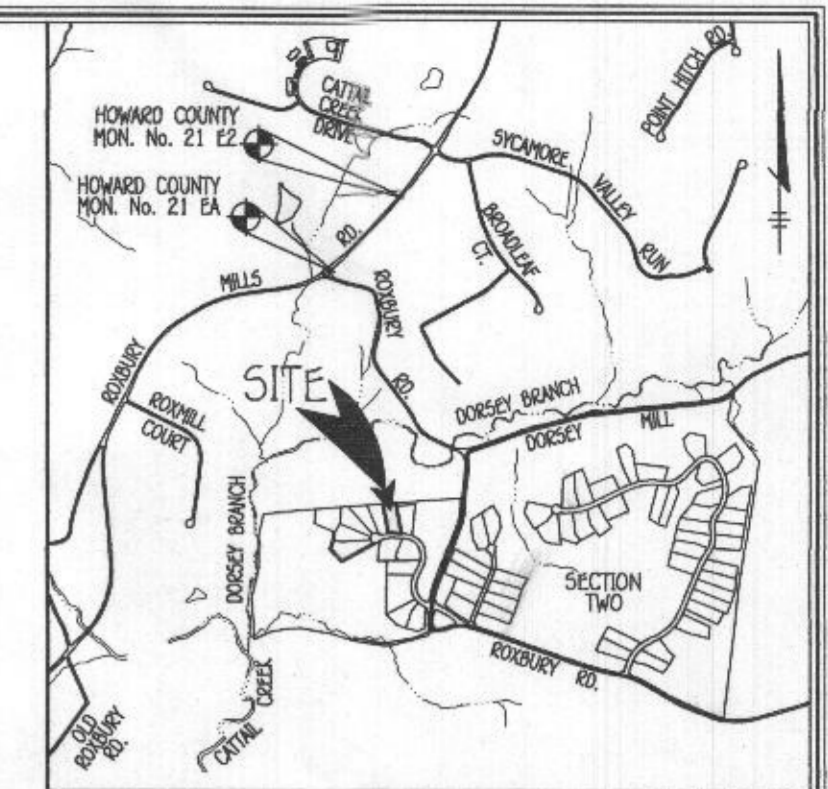 CATTAIL
CREEK
DRIVE
HOWARD COUNTY
MON. No. 21 E2
HOWARD COUNTY
MON. No. 21 EA
POINT HITCH RD.
SYCAMORE
VALLEY
RUN
BROADLEAF
CT.
RD.
MILLS
ROXBURY
ROXBURY
RD.
ROXMILL
COURT
SITE
DORSEY BRANCH
DORSEY
MILL
DORSEY BRANCH
SECTION
TWO
ROXBURY RD.
CATTAIL CREEK
OLD
ROXBURY
RD.